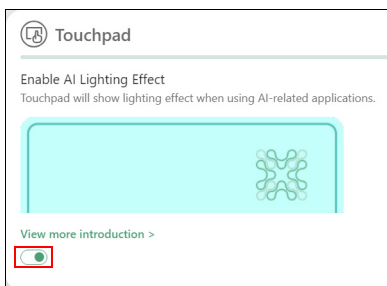 Touchpad
Enable AI Lighting Effect
Touchpad will show lighting effect when using AI-related applications.
View more introduction >